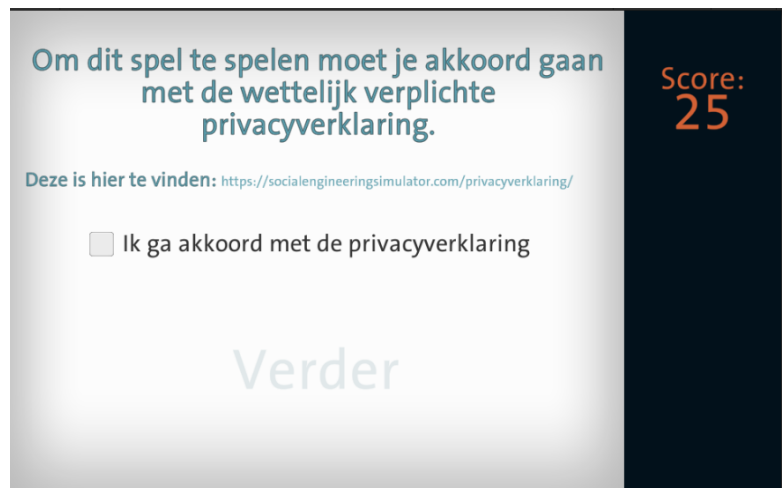 Om dit spel te spelen moet je akkoord gaan
met de wettelijk verplichte
privacyverklaring.
Deze is hier te vinden: https://socialengineeringsimulator.com/privacyverklaring/
Ik ga akkoord met de privacyverklaring
Verder
Score:
25